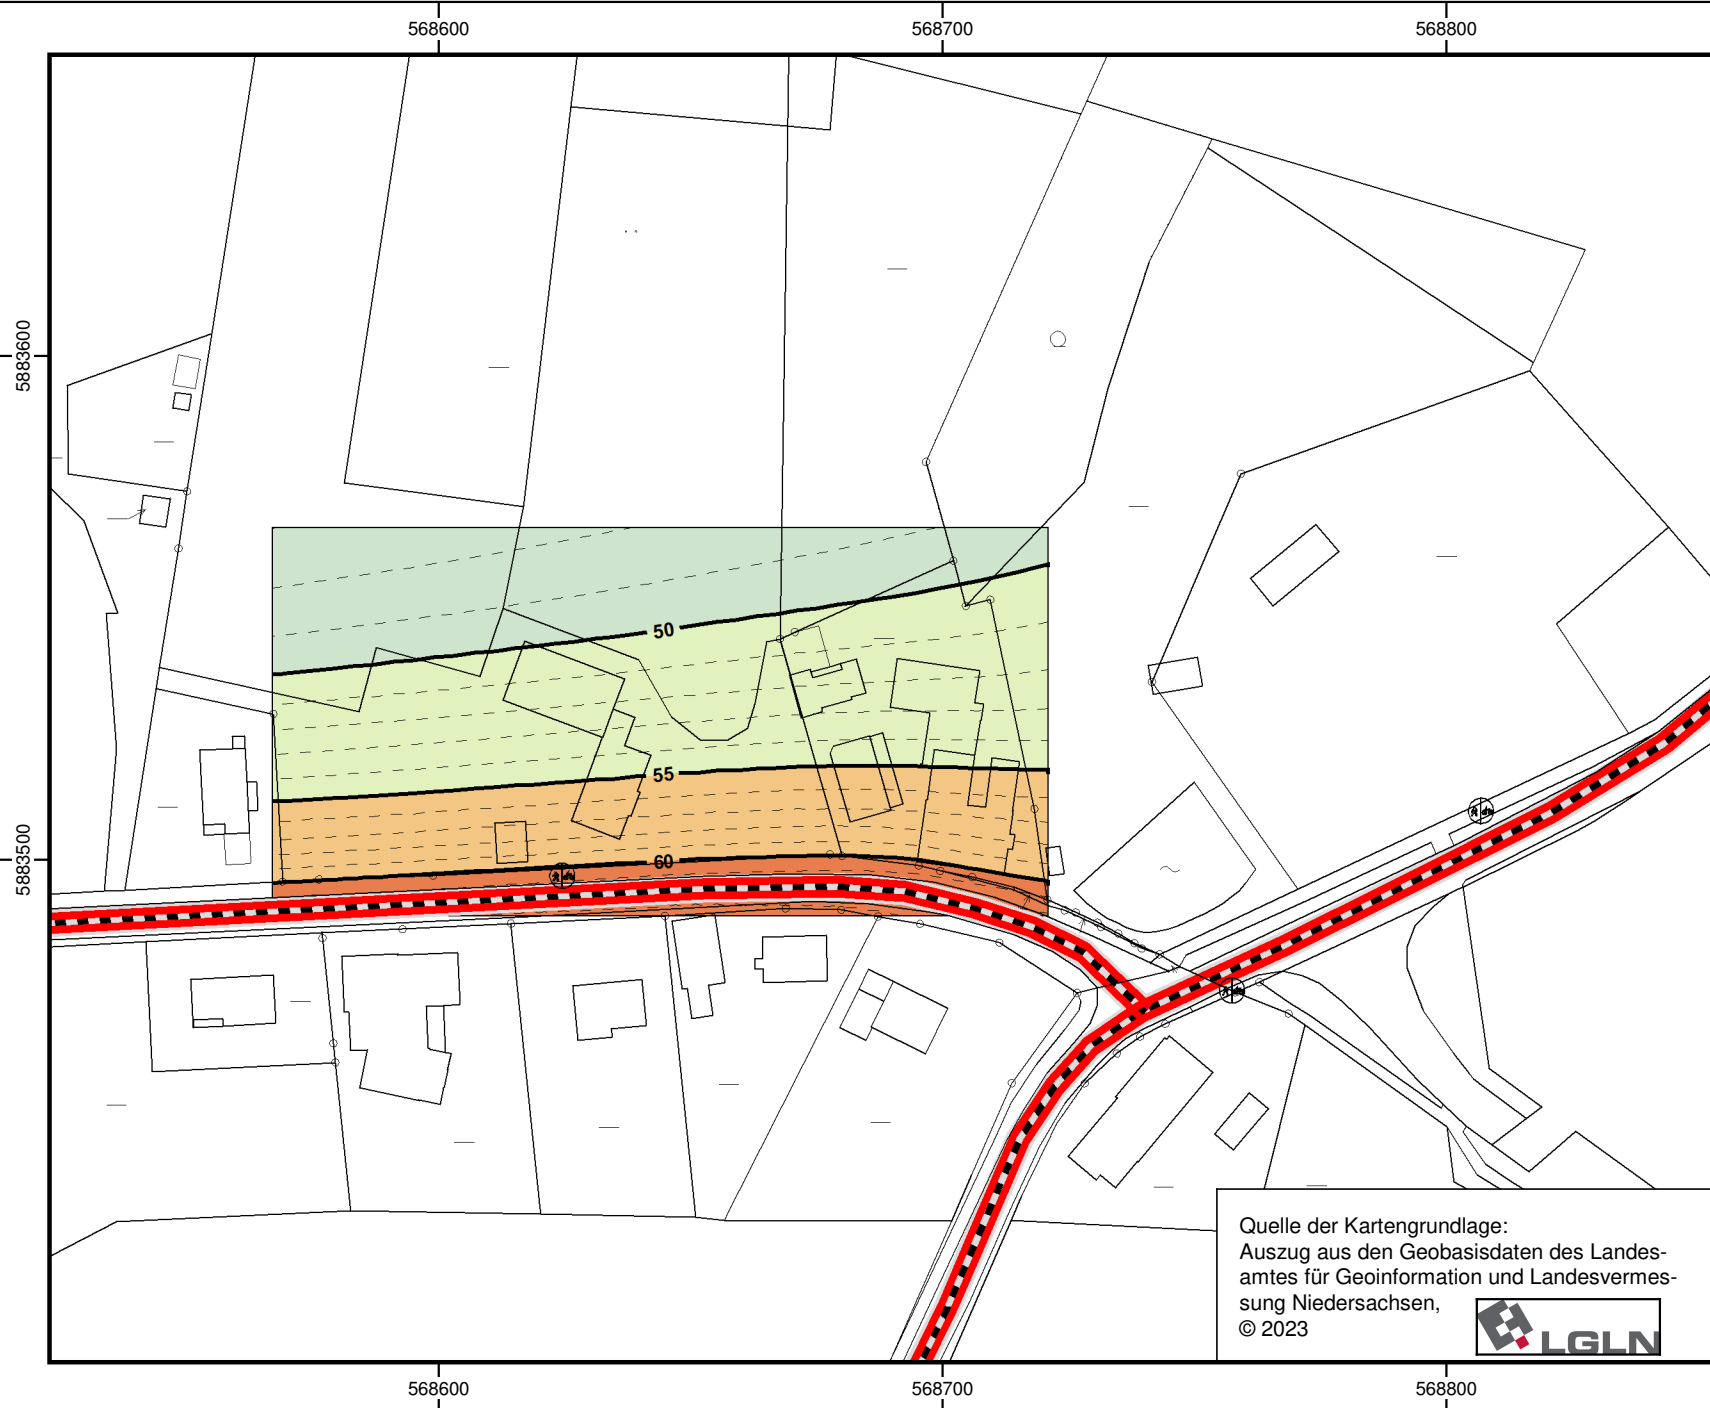 568600
568700
568800
5883600
5883500
50
55
60
Quelle der Kartengrundlage:
Auszug aus den Geobasisdaten des Landes-
amtes für Geoinformation und Landesvermes-
sung Niedersachsen,
© 2023
LGLN
568600
568700
568800